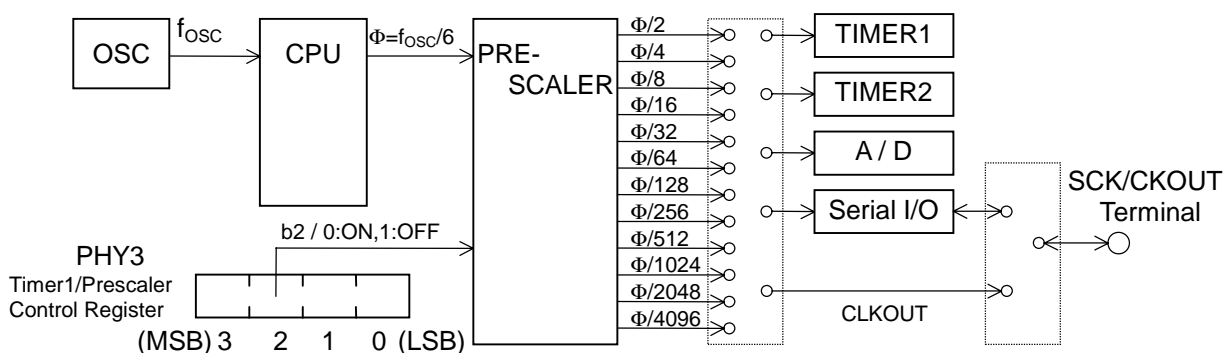 OSC
fOSC
CPU
Φ=fOSC/6
PRE-
SCALER
Φ/2
Φ/4
Φ/8
Φ/16
Φ/32
Φ/64
Φ/128
Φ/256
Φ/512
Φ/1024
Φ/2048
Φ/4096
TIMER1
TIMER2
A / D
Serial I/O
CLKOUT
SCK/CKOUT
Terminal
b2 / 0:ON,1:OFF
PHY3
Timer1/Prescaler
Control Register
(MSB) 3 2 1 0 (LSB)